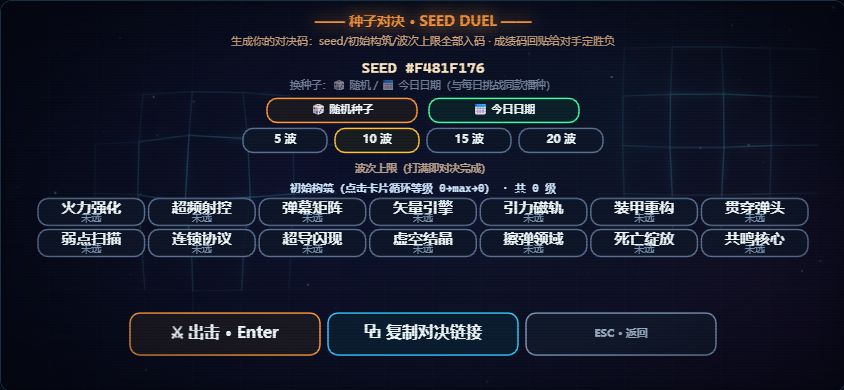 种子对决 • SEED DUEL
生成你的对决码：seed/初始构筑/波次上限全部入码 · 成绩码回贴给对手定胜负
SEED #F481F176
换种子：🎲 随机 / 📅 今日日期（与每日挑战同款播种）
🎲 随机种子 📅 今日日期
5 波 10 波 15 波 20 波
波次上限（打满即对决完成）
初始构筑（点击卡片循环等级 0→max→0） · 共 0 级
火力强化 超频射控 弹幕矩阵 矢量引擎 引力磁轨 装甲重构 贯穿弹头
未选 未选 未选 未选 未选 未选 未选
弱点扫描 连锁协议 超导闪现 虚空结晶 擦弹领域 死亡绽放 共鸣核心
未选 未选 未选 未选 未选 未选 未选
⚔ 出击 • Enter ⧉ 复制对决链接 ESC • 返回